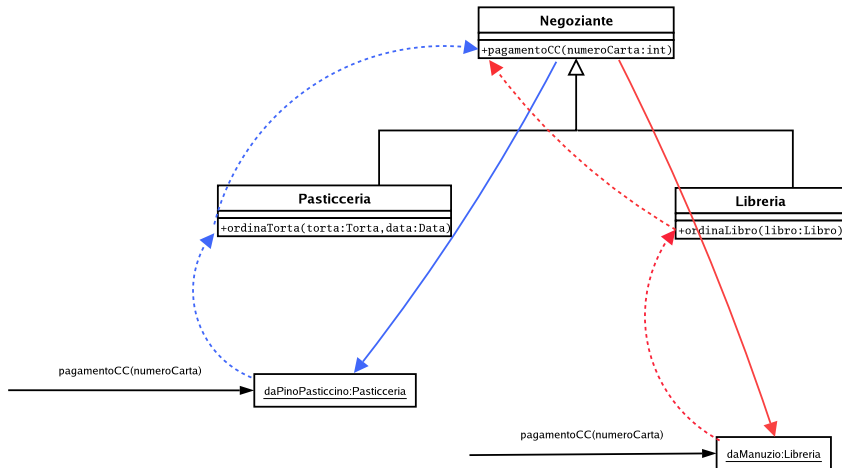 Negoziante
+pagamentoCC(numeroCarta:int)
Pasticceria
+ordinaTorta(torta:Torta,data:Data)
Libreria
+ordinaLibro(libro:Libro)
pagamentoCC(numeroCarta)
daPinoPasticcino:Pasticceria
pagamentoCC(numeroCarta)
daManuzio:Libreria